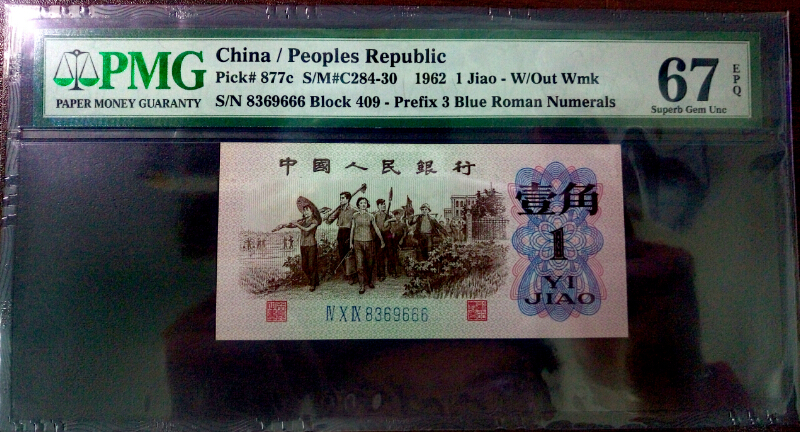 PMG
PAPER MONEY GUARANTY
China / Peoples Republic
Pick# 877c S/M#C284-30 1962 1 Jiao - W/Out Wmk
S/N 8369666 Block 409 - Prefix 3 Blue Roman Numerals
67
EPQ
Superb Gem Unc
中國人民銀行
壹角
1
YI
JIAO
Ⅳ Ⅹ Ⅸ 8369666